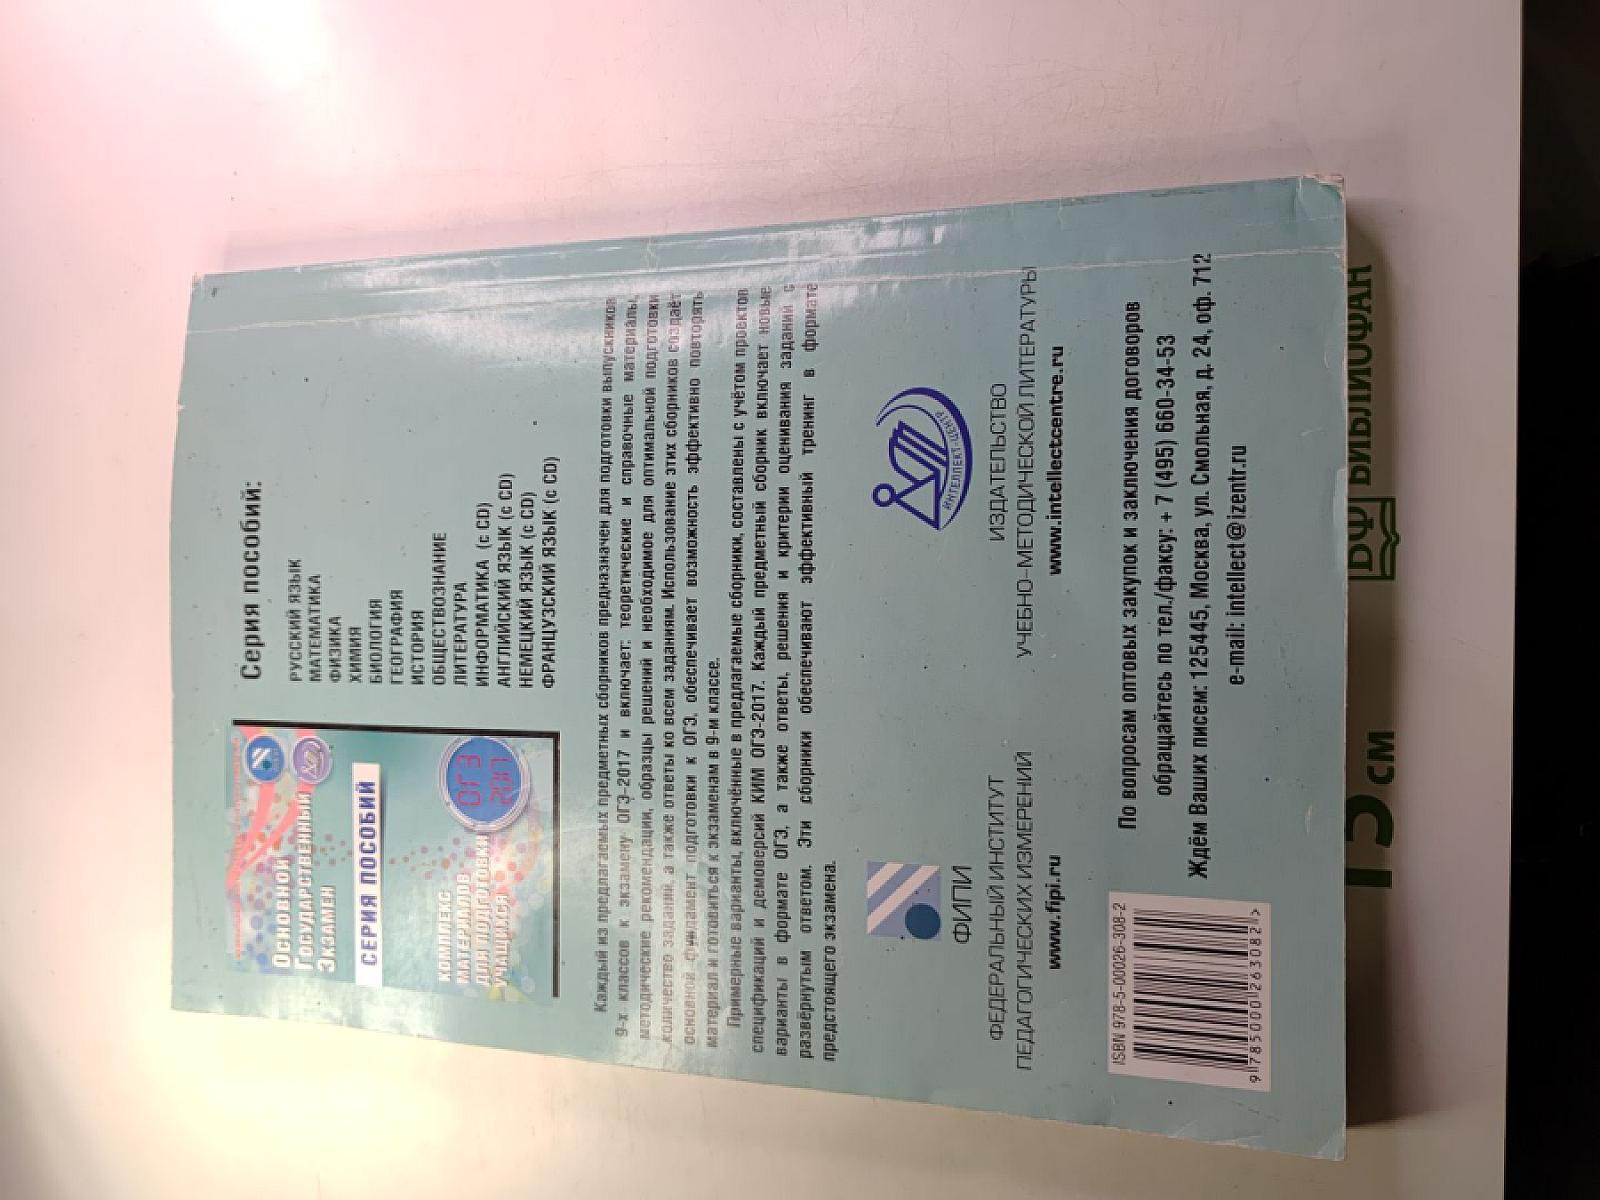 Основной
Государственный
Экзамен
СЕРИЯ ПОСОБИЙ
КОМПЛЕКС
МАТЕРИАЛОВ
ДЛЯ ПОДГОТОВКИ
УЧАЩИХСЯ
ОГЭ
2017
Серия пособий:
РУССКИЙ ЯЗЫК
МАТЕМАТИКА
ФИЗИКА
ХИМИЯ
БИОЛОГИЯ
ГЕОГРАФИЯ
ИСТОРИЯ
ОБЩЕСТВОЗНАНИЕ
ЛИТЕРАТУРА
ИНФОРМАТИКА (с CD)
АНГЛИЙСКИЙ ЯЗЫК (с CD)
НЕМЕЦКИЙ ЯЗЫК (с CD)
ФРАНЦУЗСКИЙ ЯЗЫК (с CD)
Каждый из предлагаемых предметных сборников предназначен для подготовки выпускников
9-х классов к экзамену ОГЭ-2017 и включает: теоретические и справочные материалы,
методические рекомендации, образцы решений и необходимое для оптимальной подготовки
количество заданий, а также ответы ко всем заданиям. Использование этих сборников создаёт
основной фундамент подготовки к ОГЭ, обеспечивает возможность эффективно повторять
материал и готовиться к экзаменам в 9-м классе.
Примерные варианты, включённые в предлагаемые сборники, составлены с учётом проектов
спецификаций и демоверсий КИМ ОГЭ-2017. Каждый предметный сборник включает новые
варианты в формате ОГЭ, а также ответы, решения и критерии оценивания заданий с
развёрнутым ответом. Эти сборники обеспечивают эффективный тренинг в формате
предстоящего экзамена.
ФИПИ
ФЕДЕРАЛЬНЫЙ ИНСТИТУТ
ПЕДАГОГИЧЕСКИХ ИЗМЕРЕНИЙ
www.fipi.ru
ИНТЕЛЛЕКТ-ЦЕНТР
ИЗДАТЕЛЬСТВО
УЧЕБНО-МЕТОДИЧЕСКОЙ ЛИТЕРАТУРЫ
www.intellectcentre.ru
ISBN 978-5-00026-308-2
9 785000 263082 >
По вопросам оптовых закупок и заключения договоров
обращайтесь по тел./факсу: + 7 (495) 660-34-53
Ждём Ваших писем: 125445, Москва, ул. Смольная, д. 24, оф. 712
e-mail: intellect@izentr.ru
15 см
БФ БИБЛИОФАН